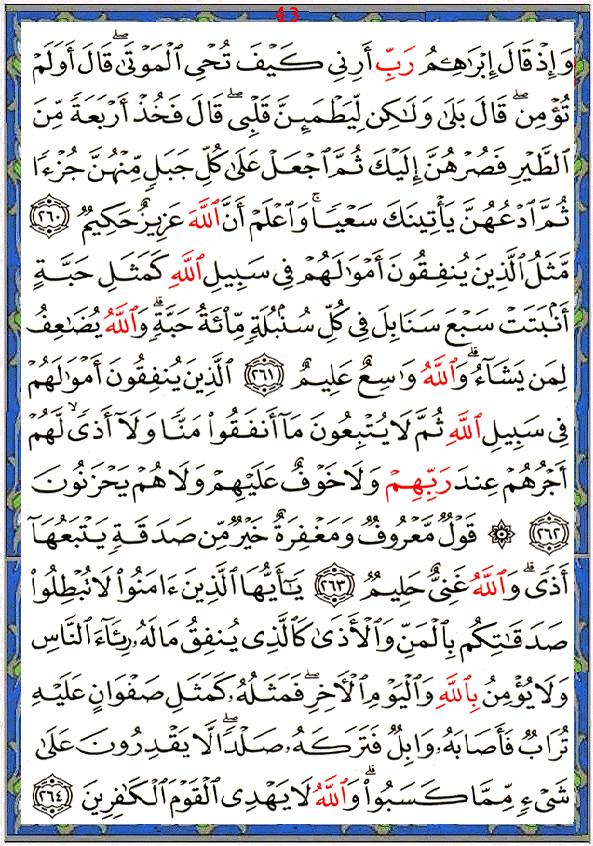 43
وَإِذْ قَالَ إِبْرَٰهِـۧمُ رَبِّ أَرِنِى كَيْفَ تُحْىِ ٱلْمَوْتَىٰ ۖ قَالَ أَوَلَمْ
تُؤْمِن ۖ قَالَ بَلَىٰ وَلَـٰكِن لِّيَطْمَئِنَّ قَلْبِى ۖ قَالَ فَخُذْ أَرْبَعَةً مِّنَ
ٱلطَّيْرِ فَصُرْهُنَّ إِلَيْكَ ثُمَّ ٱجْعَلْ عَلَىٰ كُلِّ جَبَلٍ مِّنْهُنَّ جُزْءًا
ثُمَّ ٱدْعُهُنَّ يَأْتِينَكَ سَعْيًا ۚ وَٱعْلَمْ أَنَّ ٱللَّهَ عَزِيزٌ حَكِيمٌ ﴿٢٦٠﴾
مَّثَلُ ٱلَّذِينَ يُنفِقُونَ أَمْوَٰلَهُمْ فِى سَبِيلِ ٱللَّهِ كَمَثَلِ حَبَّةٍ
أَنۢبَتَتْ سَبْعَ سَنَابِلَ فِى كُلِّ سُنۢبُلَةٍ مِّا۟ئَةُ حَبَّةٍ ۗ وَٱللَّهُ يُضَـٰعِفُ
لِمَن يَشَآءُ ۗ وَٱللَّهُ وَٰسِعٌ عَلِيمٌ ﴿٢٦١﴾ ٱلَّذِينَ يُنفِقُونَ أَمْوَٰلَهُمْ
فِى سَبِيلِ ٱللَّهِ ثُمَّ لَا يُتْبِعُونَ مَآ أَنفَقُوا۟ مَنًّا وَلَآ أَذًى ۙ لَّهُمْ
أَجْرُهُمْ عِندَ رَبِّهِمْ وَلَا خَوْفٌ عَلَيْهِمْ وَلَا هُمْ يَحْزَنُونَ
﴿٢٦٢﴾ ۞ قَوْلٌ مَّعْرُوفٌ وَمَغْفِرَةٌ خَيْرٌ مِّن صَدَقَةٍ يَتْبَعُهَآ
أَذًى ۗ وَٱللَّهُ غَنِىٌّ حَلِيمٌ ﴿٢٦٣﴾ يَـٰٓأَيُّهَا ٱلَّذِينَ ءَامَنُوا۟ لَا تُبْطِلُوا۟
صَدَقَـٰتِكُم بِٱلْمَنِّ وَٱلْأَذَىٰ كَٱلَّذِى يُنفِقُ مَالَهُۥ رِئَآءَ ٱلنَّاسِ
وَلَا يُؤْمِنُ بِٱللَّهِ وَٱلْيَوْمِ ٱلْـَٔاخِرِ ۖ فَمَثَلُهُۥ كَمَثَلِ صَفْوَانٍ عَلَيْهِ
تُرَابٌ فَأَصَابَهُۥ وَابِلٌ فَتَرَكَهُۥ صَلْدًا ۖ لَّا يَقْدِرُونَ عَلَىٰ
شَىْءٍ مِّمَّا كَسَبُوا۟ ۗ وَٱللَّهُ لَا يَهْدِى ٱلْقَوْمَ ٱلْكَـٰفِرِينَ ﴿٢٦٤﴾